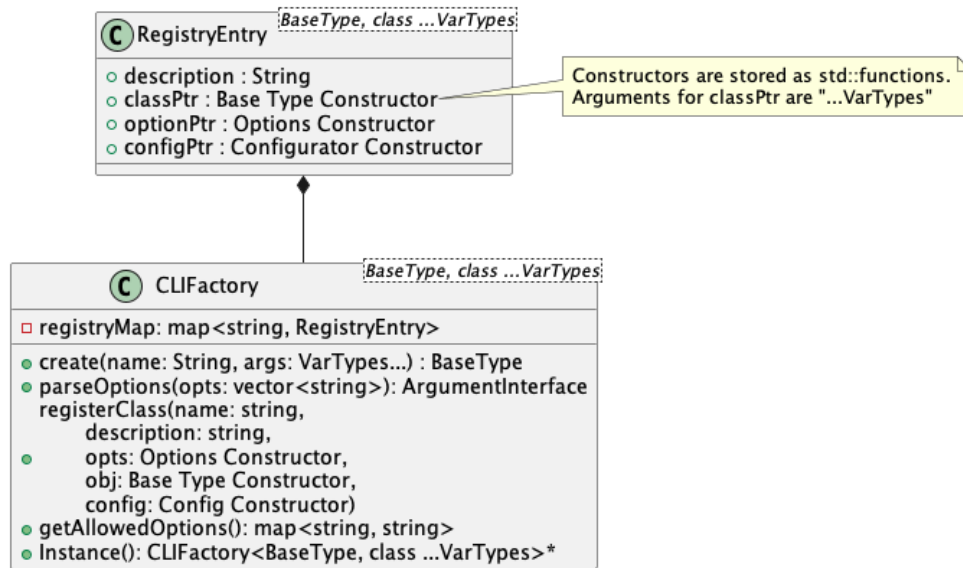 BaseType, class ...VarTypes
C RegistryEntry
description : String
classPtr : Base Type Constructor
optionPtr : Options Constructor
configPtr : Configurator Constructor
Constructors are stored as std::functions.
Arguments for classPtr are "...VarTypes"
BaseType, class ...VarTypes
C CLIFactory
registryMap: map<string, RegistryEntry>
create(name: String, args: VarTypes...) : BaseType
parseOptions(opts: vector<string>): ArgumentInterface
registerClass(name: string,
description: string,
opts: Options Constructor,
obj: Base Type Constructor,
config: Config Constructor)
getAllowedOptions(): map<string, string>
Instance(): CLIFactory<BaseType, class ...VarTypes>*